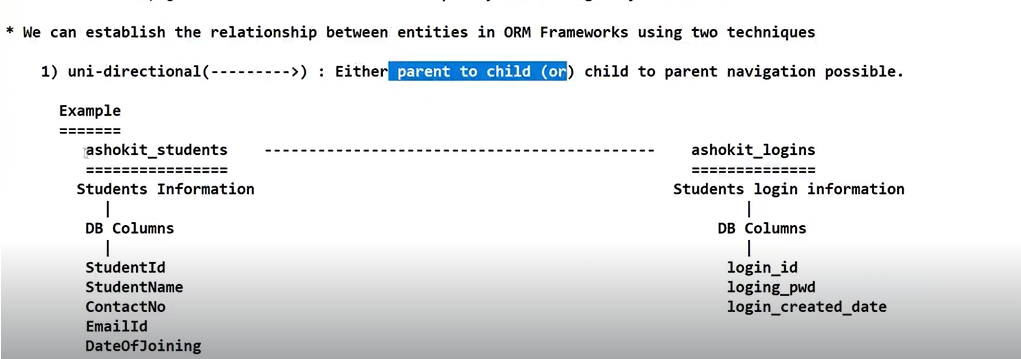 * We can establish the relationship between entities in ORM Frameworks using two techniques
1) uni-directional(--------->) : Either parent to child (or) child to parent navigation possible.
Example
=======
ashokit_students -------------------------------------------- ashokit_logins
================ ==============
Students Information Students login information
| |
DB Columns DB Columns
| |
StudentId login_id
StudentName loging_pwd
ContactNo login_created_date
EmailId
DateOfJoining